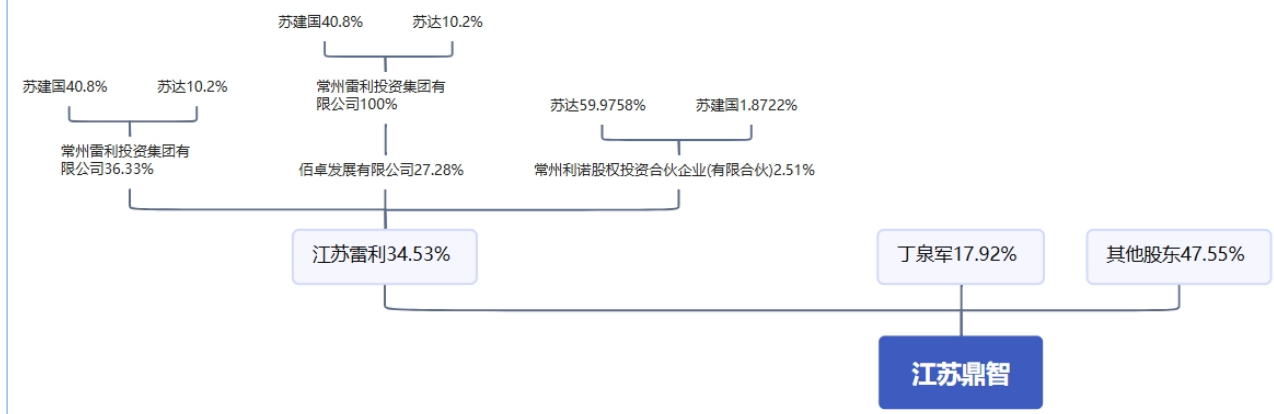 苏建国40.8%
苏达10.2%
常州雷利投资集团有
限公司100%
苏建国40.8%
苏达10.2%
常州雷利投资集团有
限公司36.33%
佰卓发展有限公司27.28%
苏达59.9758%
苏建国1.8722%
常州利诺股权投资合伙企业(有限合伙)2.51%
江苏雷利34.53%
丁泉军17.92%
其他股东47.55%
江苏鼎智